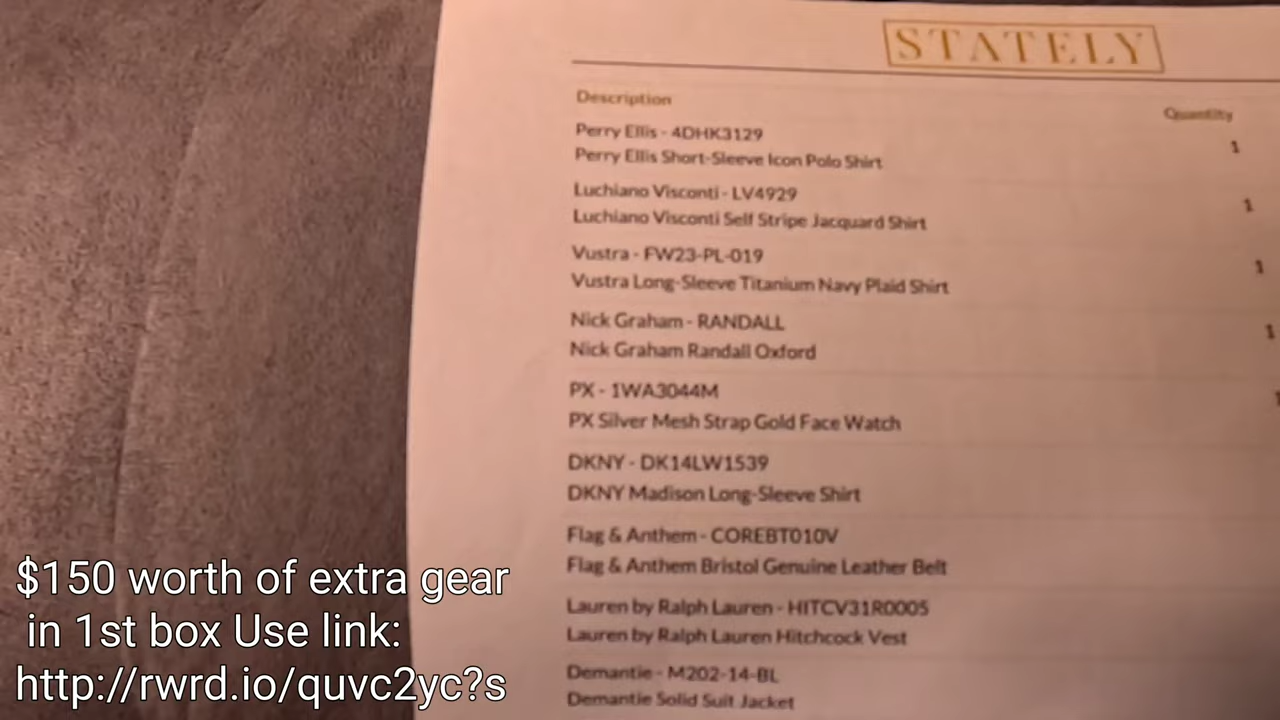 STATELY
Description Quantity
Perry Ellis - 4DHK3129
Perry Ellis Short-Sleeve Icon Polo Shirt 1
Luchiano Visconti - LV4929
Luchiano Visconti Self Stripe Jacquard Shirt 1
Vustra - FW23-PL-019
Vustra Long-Sleeve Titanium Navy Plaid Shirt 1
Nick Graham - RANDALL
Nick Graham Randall Oxford 1
PX - 1WA3044M
PX Silver Mesh Strap Gold Face Watch
DKNY - DK14LW1539
DKNY Madison Long-Sleeve Shirt
Flag & Anthem - COREBT010V
Flag & Anthem Bristol Genuine Leather Belt
Lauren by Ralph Lauren - HITCV31R0005
Lauren by Ralph Lauren Hitchcock Vest
Demantie - M202-14-BL
Demantie Solid Suit Jacket
$150 worth of extra gear
in 1st box Use link:
http://rwrd.io/quvc2yc?s